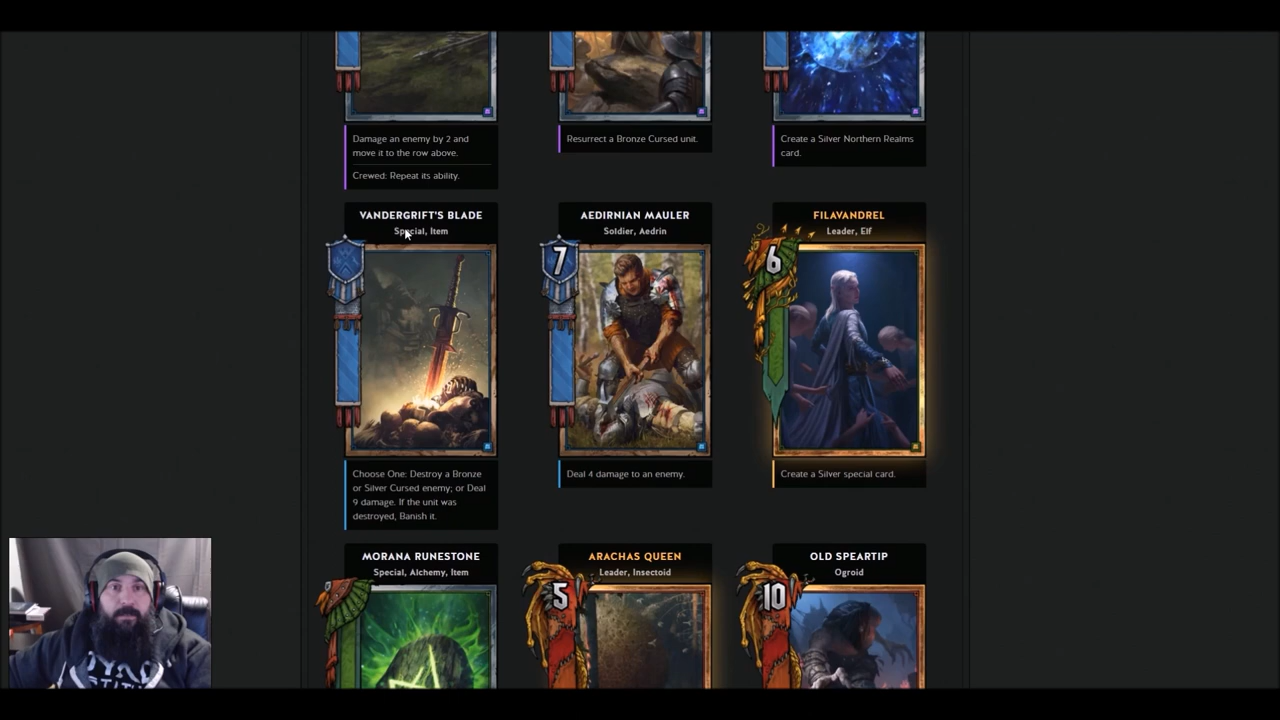 Damage an enemy by 2 and
move it to the row above.
Crewed: Repeat its ability.
Resurrect a Bronze Cursed unit.
Create a Silver Northern Realms
card.
VANDERGRIFT'S BLADE
Special, Item
Choose One: Destroy a Bronze
or Silver Cursed enemy; or Deal
9 damage. If the unit was
destroyed, Banish it.
AEDIRNIAN MAULER
Soldier, Aedrin
7
Deal 4 damage to an enemy.
FILAVANDREL
Leader, Elf
6
Create a Silver special card.
MORANA RUNESTONE
Special, Alchemy, Item
ARACHAS QUEEN
Leader, Insectoid
5
OLD SPEARTIP
Ogroid
10